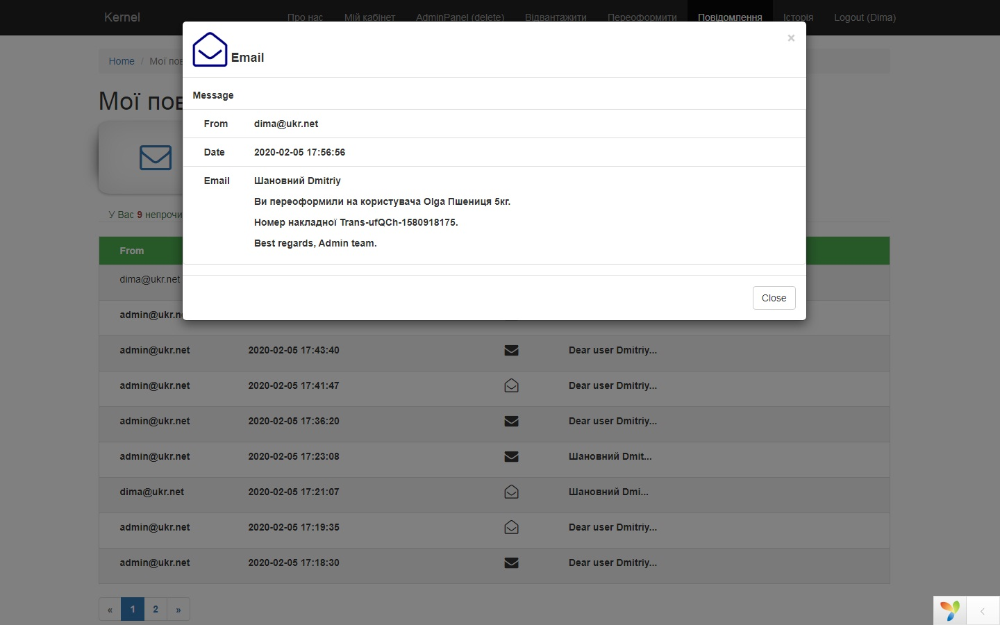 Kernel
Про нас
Мій кабінет
AdminPanel (delete)
Відвантажити
Переоформити
Повідомлення
Історія
Logout (Dima)
×
Email
Home / Мої пов
Message
Мої пов
From dima@ukr.net
Date 2020-02-05 17:56:56
Email Шановний Dmitriy
Ви переоформили на користувача Olga Пшениця 5кг.
Номер накладної Trans-ufQCh-1580918175.
Best regards, Admin team.
У Вас 9 непрочи
From
dima@ukr.net
Close
admin@ukr.ne
admin@ukr.net 2020-02-05 17:43:40 Dear user Dmitriy...
admin@ukr.net 2020-02-05 17:41:47 Dear user Dmitriy...
admin@ukr.net 2020-02-05 17:36:20 Dear user Dmitriy...
admin@ukr.net 2020-02-05 17:23:08 Шановний Dmit...
dima@ukr.net 2020-02-05 17:21:07 Шановний Dmi...
admin@ukr.net 2020-02-05 17:19:35 Dear user Dmitriy...
admin@ukr.net 2020-02-05 17:18:30 Dear user Dmitriy...
« 1 2 »